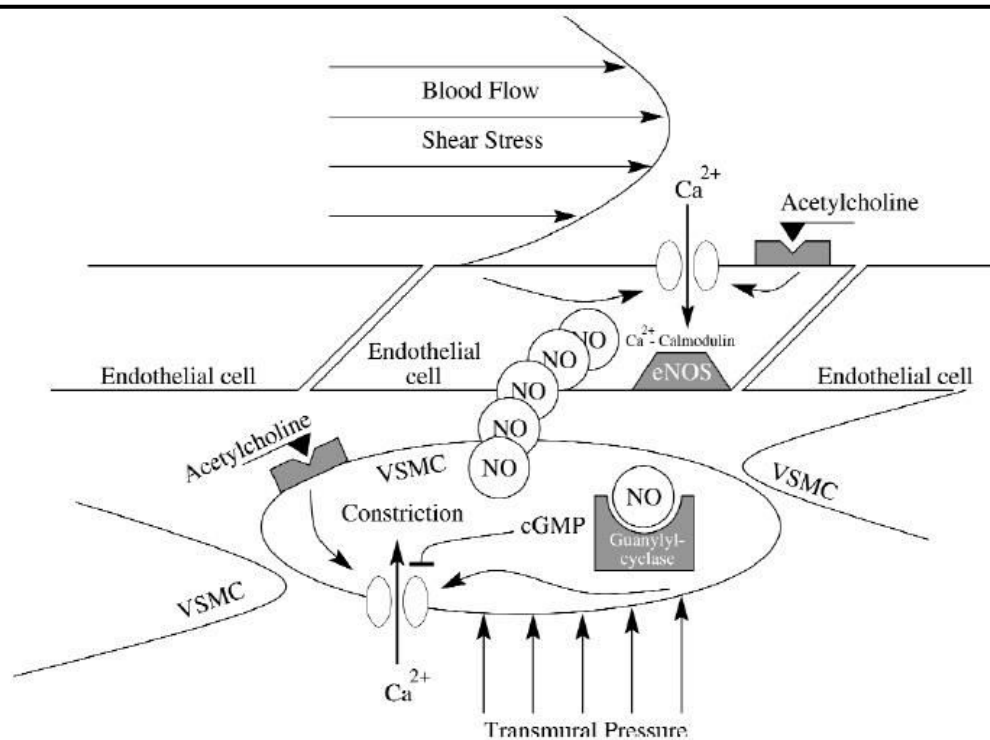 Blood Flow
Shear Stress
Ca2+
Acetylcholine
NO
NO
NO
NO
NO
Ca2+- Calmodulin
eNOS
Endothelial cell
Endothelial
cell
Endothelial cell
Acetylcholine
VSMC
VSMC
Constriction
cGMP
NO
Guanylyl-
cyclase
VSMC
Ca2+
Transmural Pressure